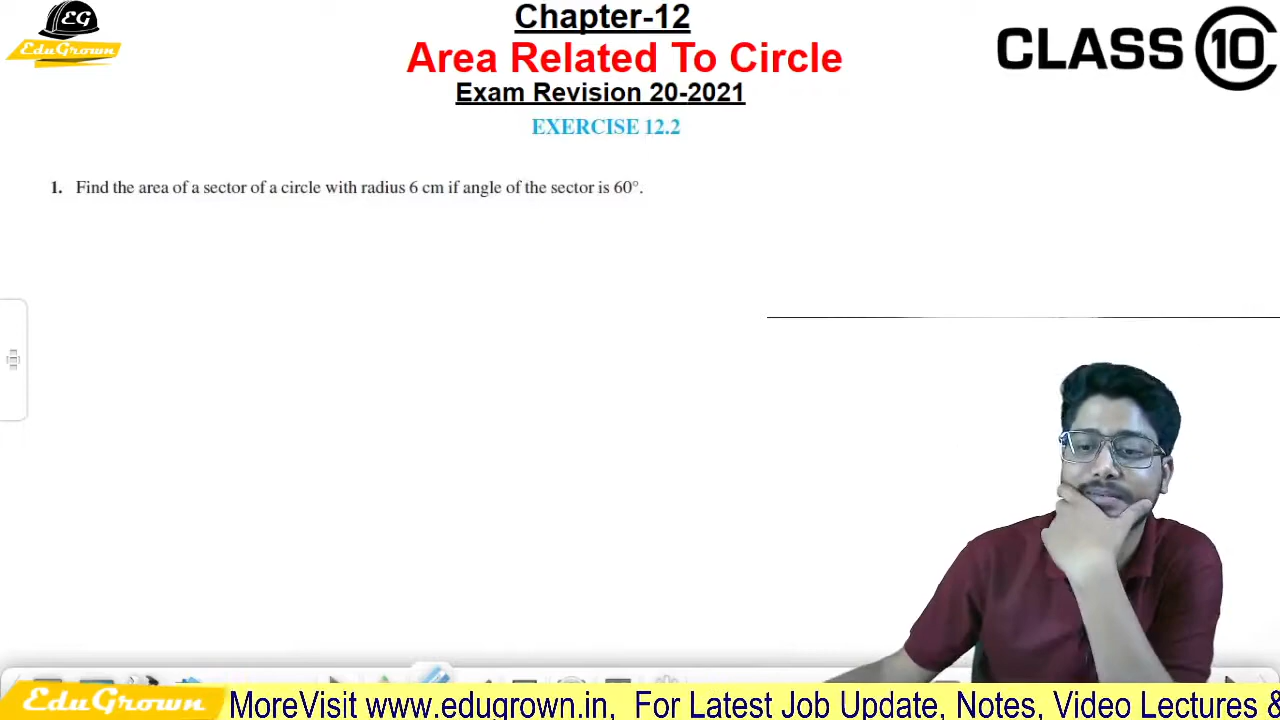 EG
EduGrown
Chapter-12
Area Related To Circle
Exam Revision 20-2021
EXERCISE 12.2
CLASS 10
1. Find the area of a sector of a circle with radius 6 cm if angle of the sector is 60°.
EduGrown
MoreVisit www.edugrown.in, For Latest Job Update, Notes, Video Lectures &